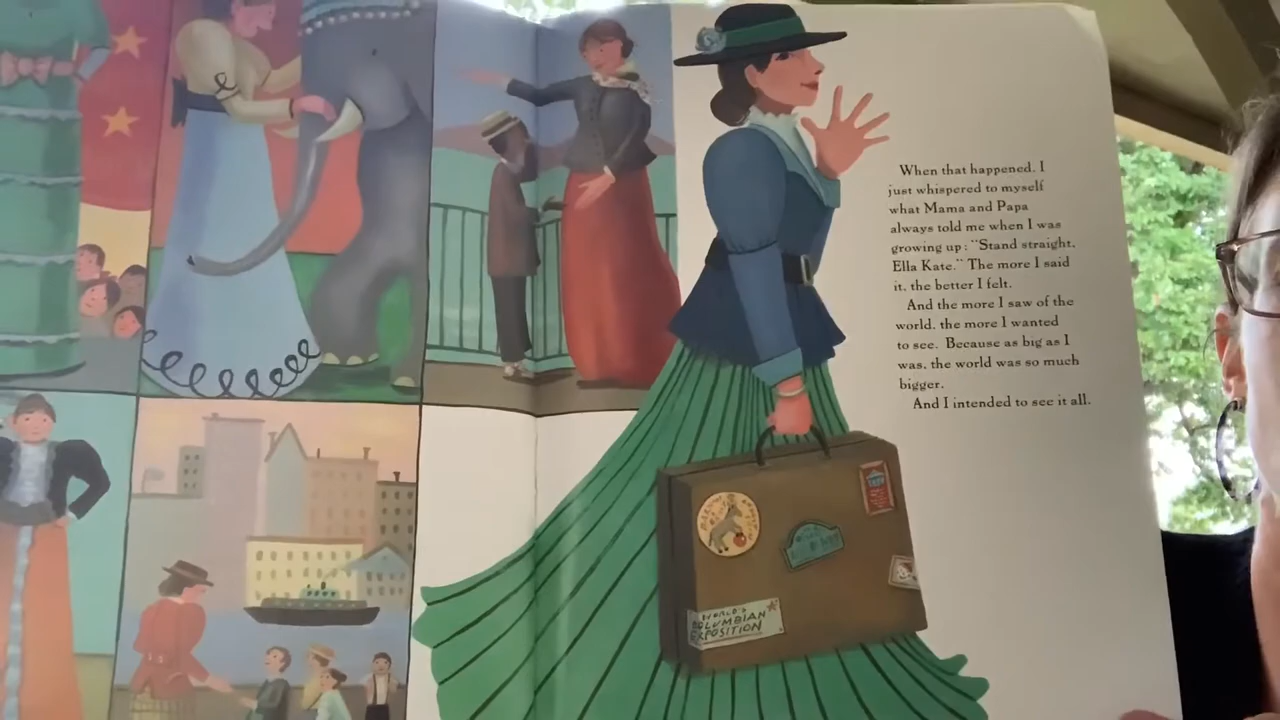 When that happened, I
just whispered to myself
what Mama and Papa
always told me when I was
growing up: "Stand straight,
Ella Kate." The more I said
it, the better I felt.
And the more I saw of the
world, the more I wanted
to see. Because as big as I
was, the world was so much
bigger.
And I intended to see it all.
WORLD'S
COLUMBIAN
EXPOSITION